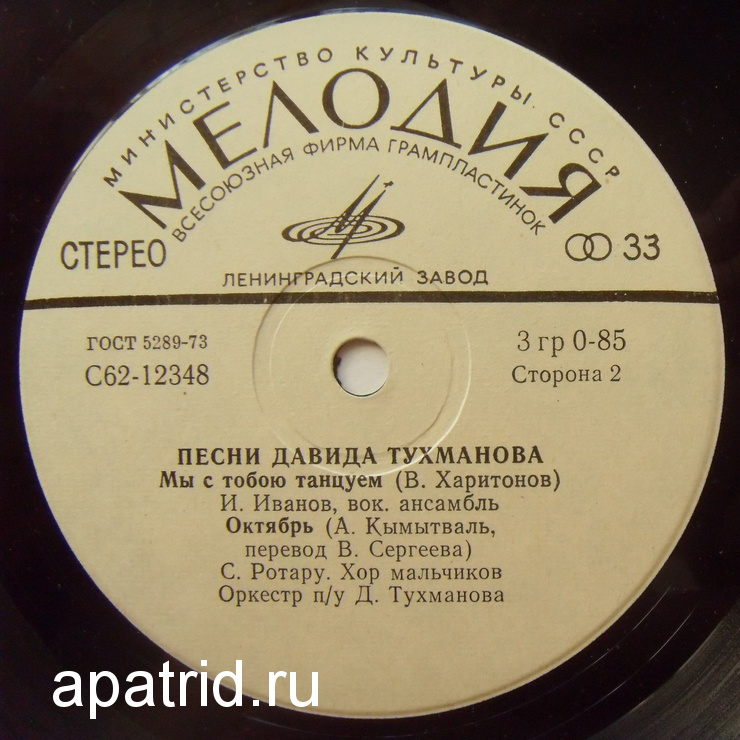 МИНИСТЕРСТВО КУЛЬТУРЫ СССР
МЕЛОДИЯ
ВСЕСОЮЗНАЯ ФИРМА ГРАМПЛАСТИНОК
СТЕРЕО
33
ЛЕНИНГРАДСКИЙ ЗАВОД
ГОСТ 5289-73
3 гр 0-85
С62-12348
Сторона 2
ПЕСНИ ДАВИДА ТУХМАНОВА
Мы с тобою танцуем (В. Харитонов)
И. Иванов, вок. ансамбль
Октябрь (А. Кымытваль,
перевод В. Сергеева)
С. Ротару. Хор мальчиков
Оркестр п/у Д. Тухманова
apatrid.ru